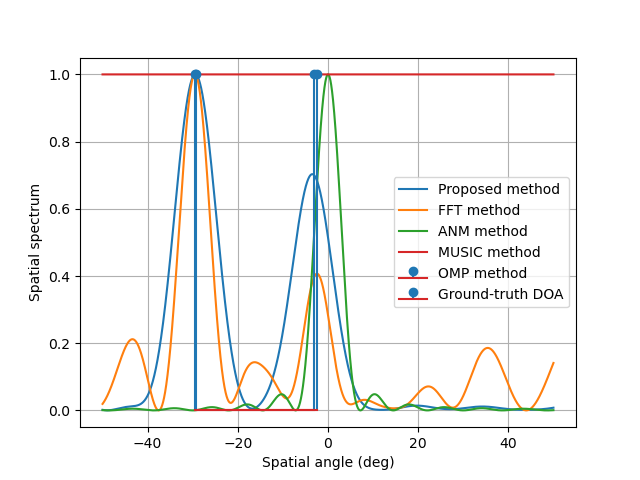 1.0
0.8
0.6
0.4
0.2
0.0
Spatial spectrum
Proposed method
FFT method
ANM method
MUSIC method
OMP method
Ground-truth DOA
−40 −20 0 20 40
Spatial angle (deg)